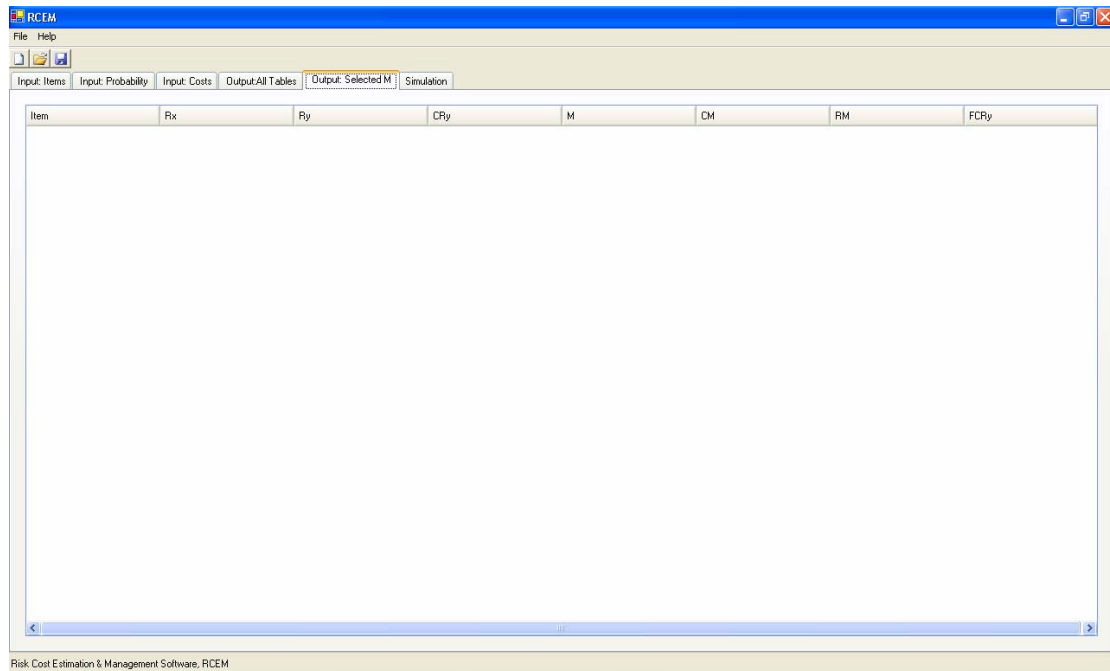 RCEM
File Help
Input: Items Input: Probability Input: Costs Output:All Tables Output: Selected M Simulation
Item Rx Ry CRy M CM RM FCRy
Risk Cost Estimation & Management Software, RCEM